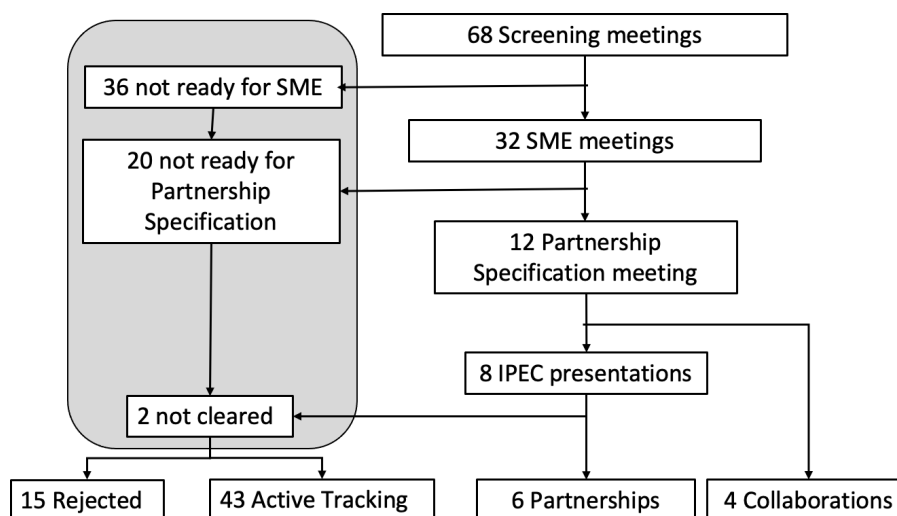 68 Screening meetings
36 not ready for SME
32 SME meetings
20 not ready for
Partnership
Specification
12 Partnership
Specification meeting
8 IPEC presentations
2 not cleared
15 Rejected
43 Active Tracking
6 Partnerships
4 Collaborations